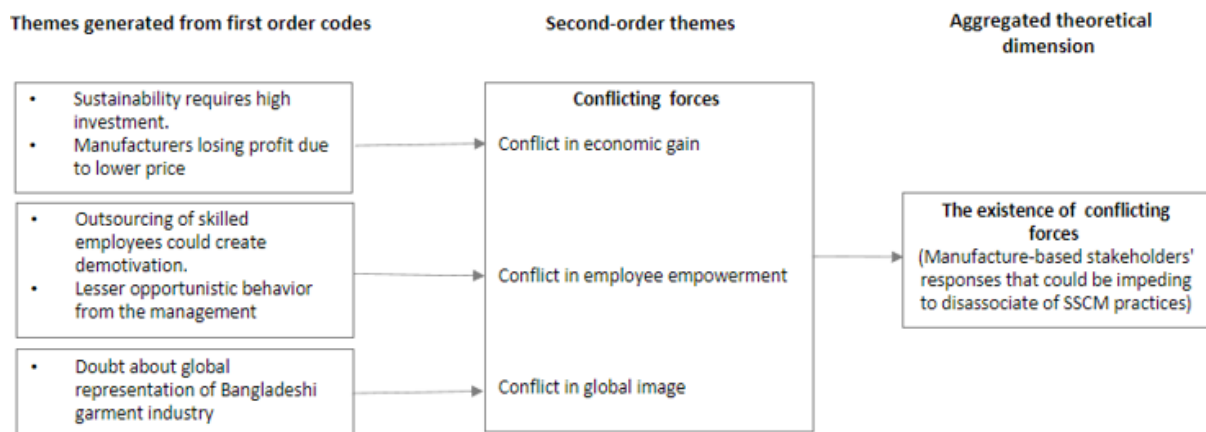 Themes generated from first order codes
Second-order themes
Aggregated theoretical
dimension
• Sustainability requires high
investment.
• Manufacturers losing profit due
to lower price
• Outsourcing of skilled
employees could create
demotivation.
• Lesser opportunistic behavior
from the management
• Doubt about global
representation of Bangladeshi
garment industry
Conflicting forces
Conflict in economic gain
Conflict in employee empowerment
Conflict in global image
The existence of conflicting
forces
(Manufacture-based stakeholders'
responses that could be impeding
to disassociate of SSCM practices)